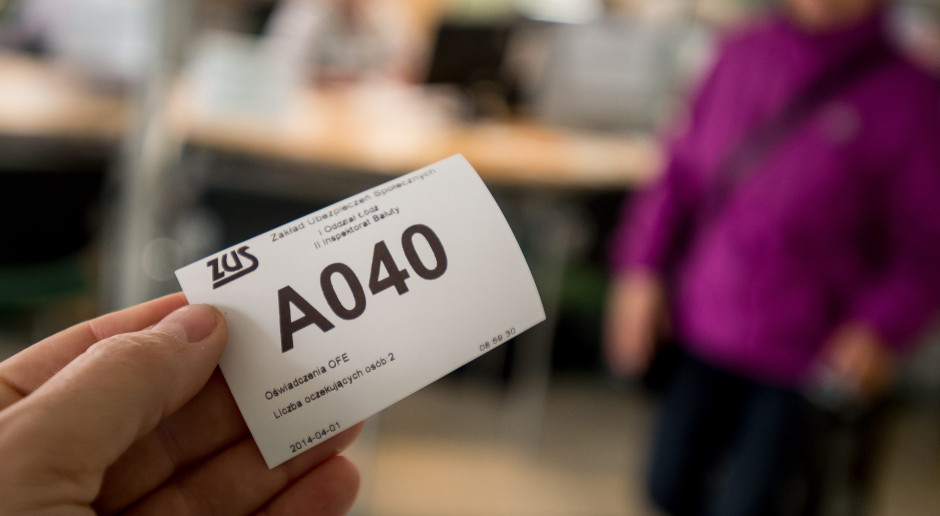 ZUS
Zakład Ubezpieczeń Społecznych
I Oddział Łódź
II Inspektorat Bałuty
A040
Oświadczenia OFE
Liczba oczekujących osób 2
2014-04-01
08 59 30